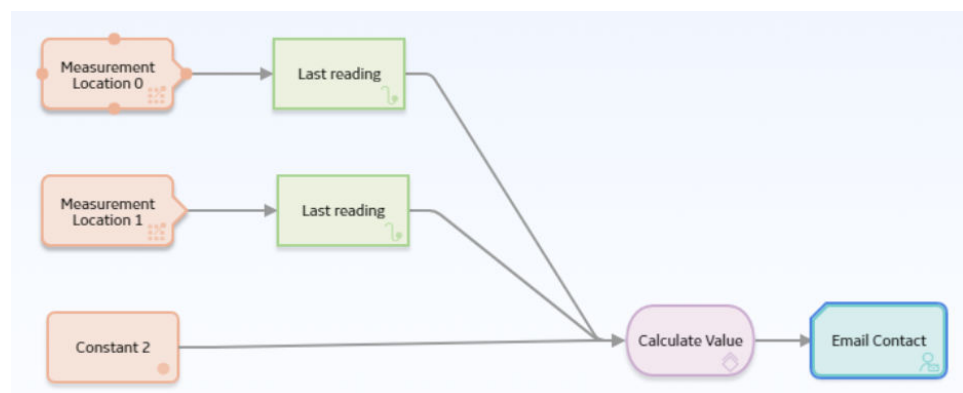 Measurement
Location 0
Last reading
Measurement
Location 1
Last reading
Constant 2
Calculate Value
Email Contact